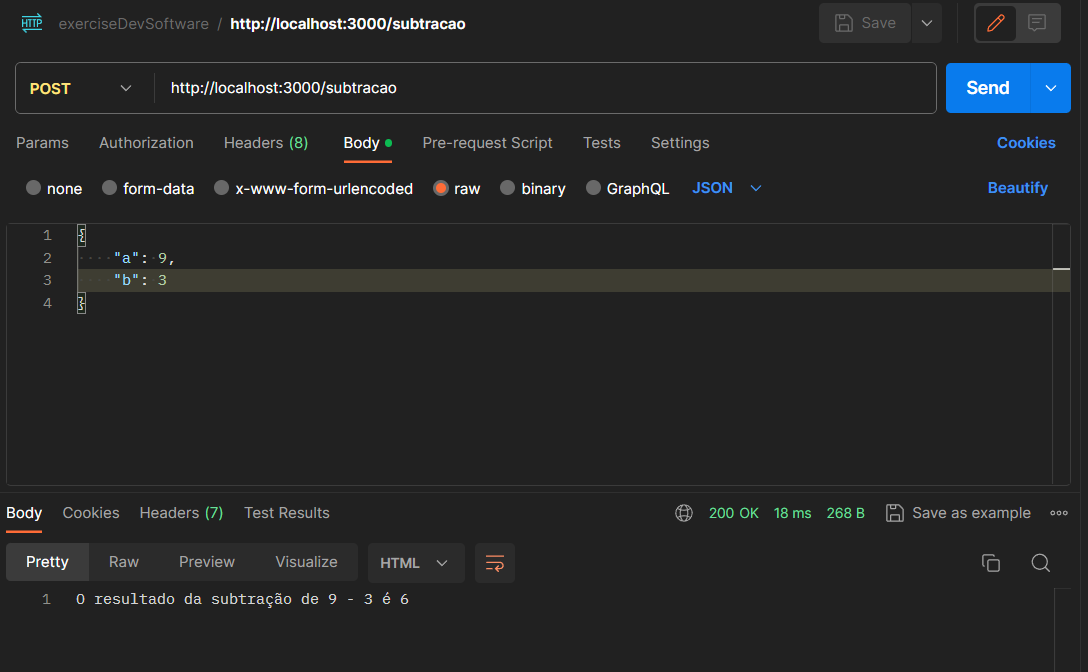 HTTP exerciseDevSoftware / http://localhost:3000/subtracao Save
POST http://localhost:3000/subtracao Send
Params Authorization Headers (8) Body Pre-request Script Tests Settings Cookies
none form-data x-www-form-urlencoded raw binary GraphQL JSON Beautify
1 {
2 "a": 9,
3 "b": 3
4 }
Body Cookies Headers (7) Test Results 200 OK 18 ms 268 B Save as example
Pretty Raw Preview Visualize HTML
1 O resultado da subtração de 9 - 3 é 6